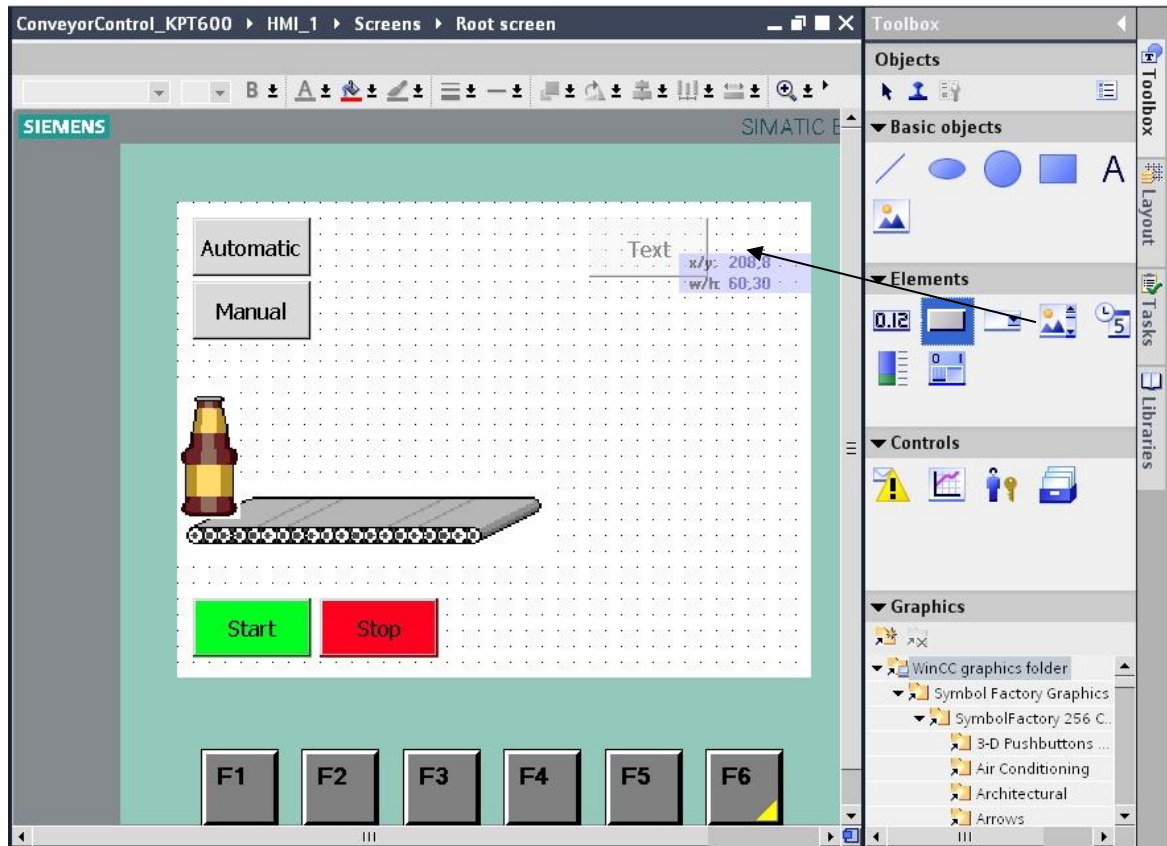 ConveyorControl_KPT600 ▸ HMI_1 ▸ Screens ▸ Root screen
Toolbox
Objects
B A
SIEMENS
SIMATIC
Basic objects
A
Automatic
Text
x/y: 208;8
w/h: 60;30
Manual
Elements
0.12
5
0 1
Controls
Start
Stop
Graphics
WinCC graphics folder
Symbol Factory Graphics
SymbolFactory 256 C..
3-D Pushbuttons ...
Air Conditioning
Architectural
Arrows
F1
F2
F3
F4
F5
F6
Toolbox
Layout
Tasks
Libraries